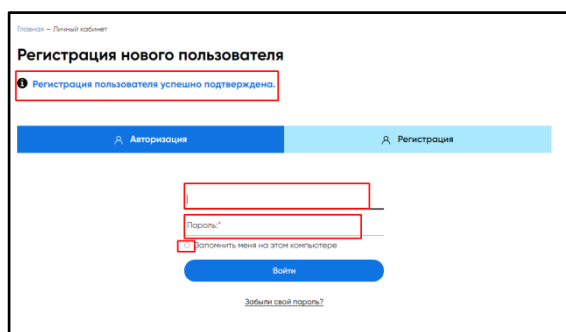 Главная – Личный кабинет
Регистрация нового пользователя
Регистрация пользователя успешно подтверждена.
Авторизация
Регистрация
Пароль:*
Запомнить меня на этом компьютере
Войти
Забыли свой пароль?